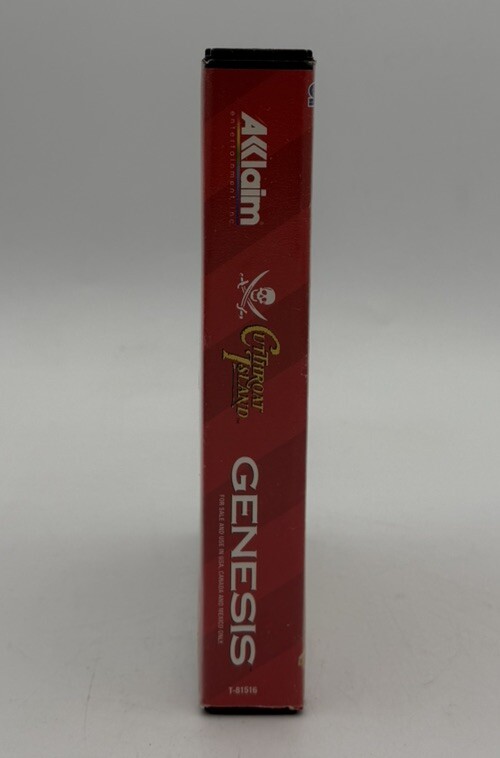 Acclaim
entertainment inc.
CUTTHROAT
ISLAND
GENESIS
FOR SALE AND USE IN USA, CANADA AND MEXICO ONLY.
T-81516